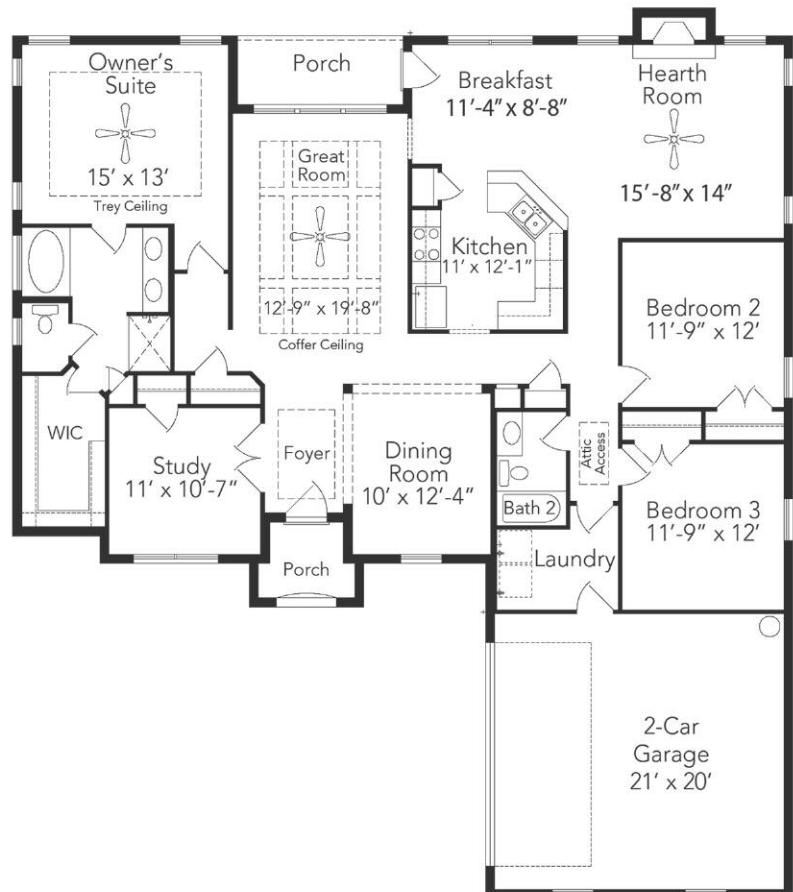 Owner's
Suite
15' x 13'
Trey Ceiling
Porch
Breakfast
11'-4" x 8'-8"
Hearth
Room
15'-8" x 14"
Great
Room
12'-9" x 19'-8"
Coffer Ceiling
Kitchen
11' x 12'-1"
Bedroom 2
11'-9" x 12'
WIC
Study
11' x 10'-7"
Foyer
Dining
Room
10' x 12'-4"
Attic
Access
Bath 2
Bedroom 3
11'-9" x 12'
Laundry
Porch
2-Car
Garage
21' x 20'